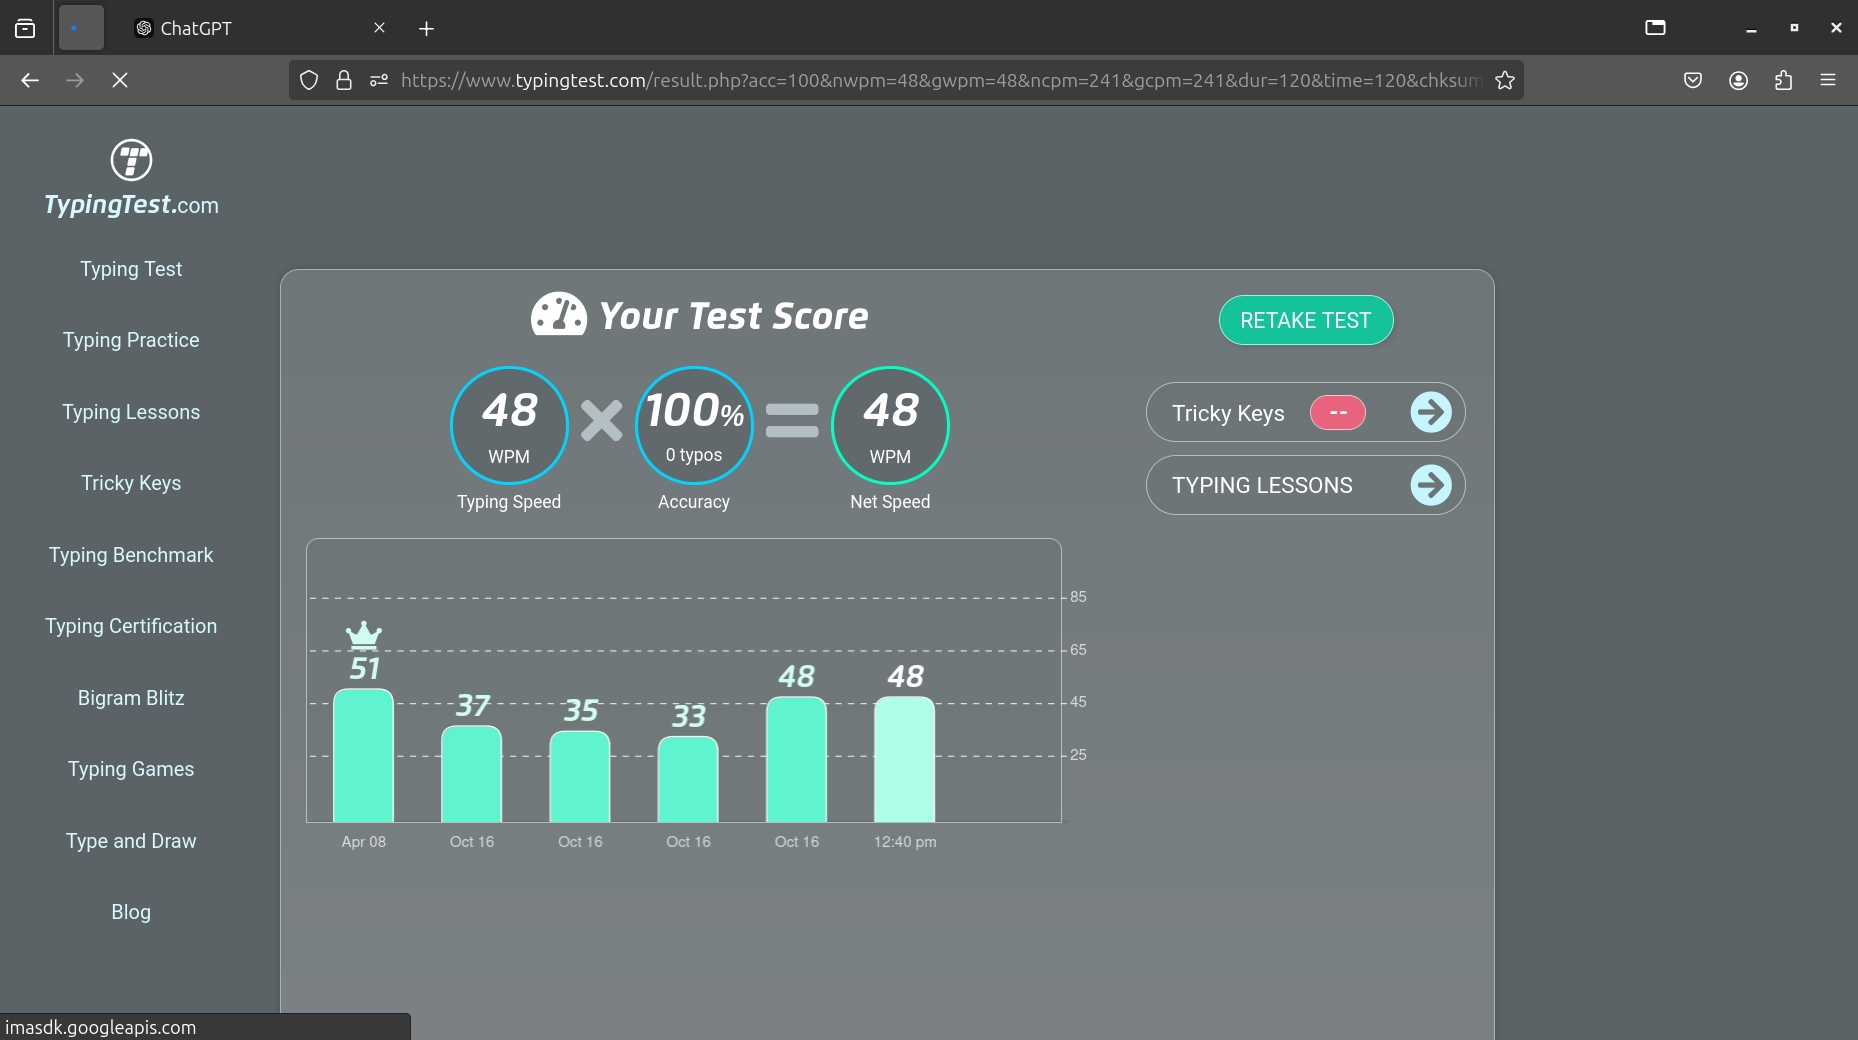 ChatGPT
https://www.typingtest.com/result.php?acc=100&nwpm=48&gwpm=48&ncpm=241&gcpm=241&dur=120&time=120&chksum
TypingTest.com
Typing Test
Typing Practice
Typing Lessons
Tricky Keys
Typing Benchmark
Typing Certification
Bigram Blitz
Typing Games
Type and Draw
Blog
Your Test Score
48
WPM
Typing Speed
100%
0 typos
Accuracy
48
WPM
Net Speed
RETAKE TEST
Tricky Keys --
TYPING LESSONS
85
65
45
25
51
37
35
33
48
48
Apr 08
Oct 16
Oct 16
Oct 16
Oct 16
12:40 pm
imasdk.googleapis.com